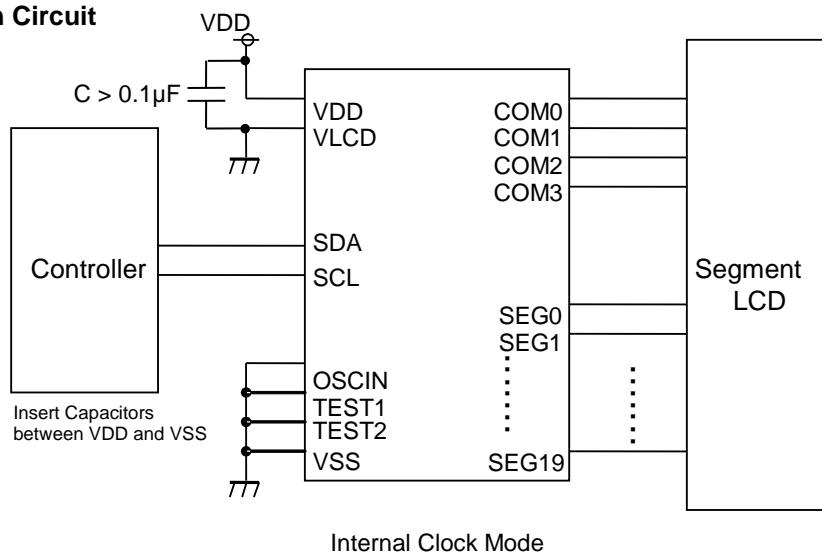 n Circuit
VDD
C > 0.1µF
VDD
VLCD
SDA
SCL
OSCIN
TEST1
TEST2
VSS
COM0
COM1
COM2
COM3
SEG0
SEG1
SEG19
Controller
Segment
LCD
Insert Capacitors
between VDD and VSS
Internal Clock Mode